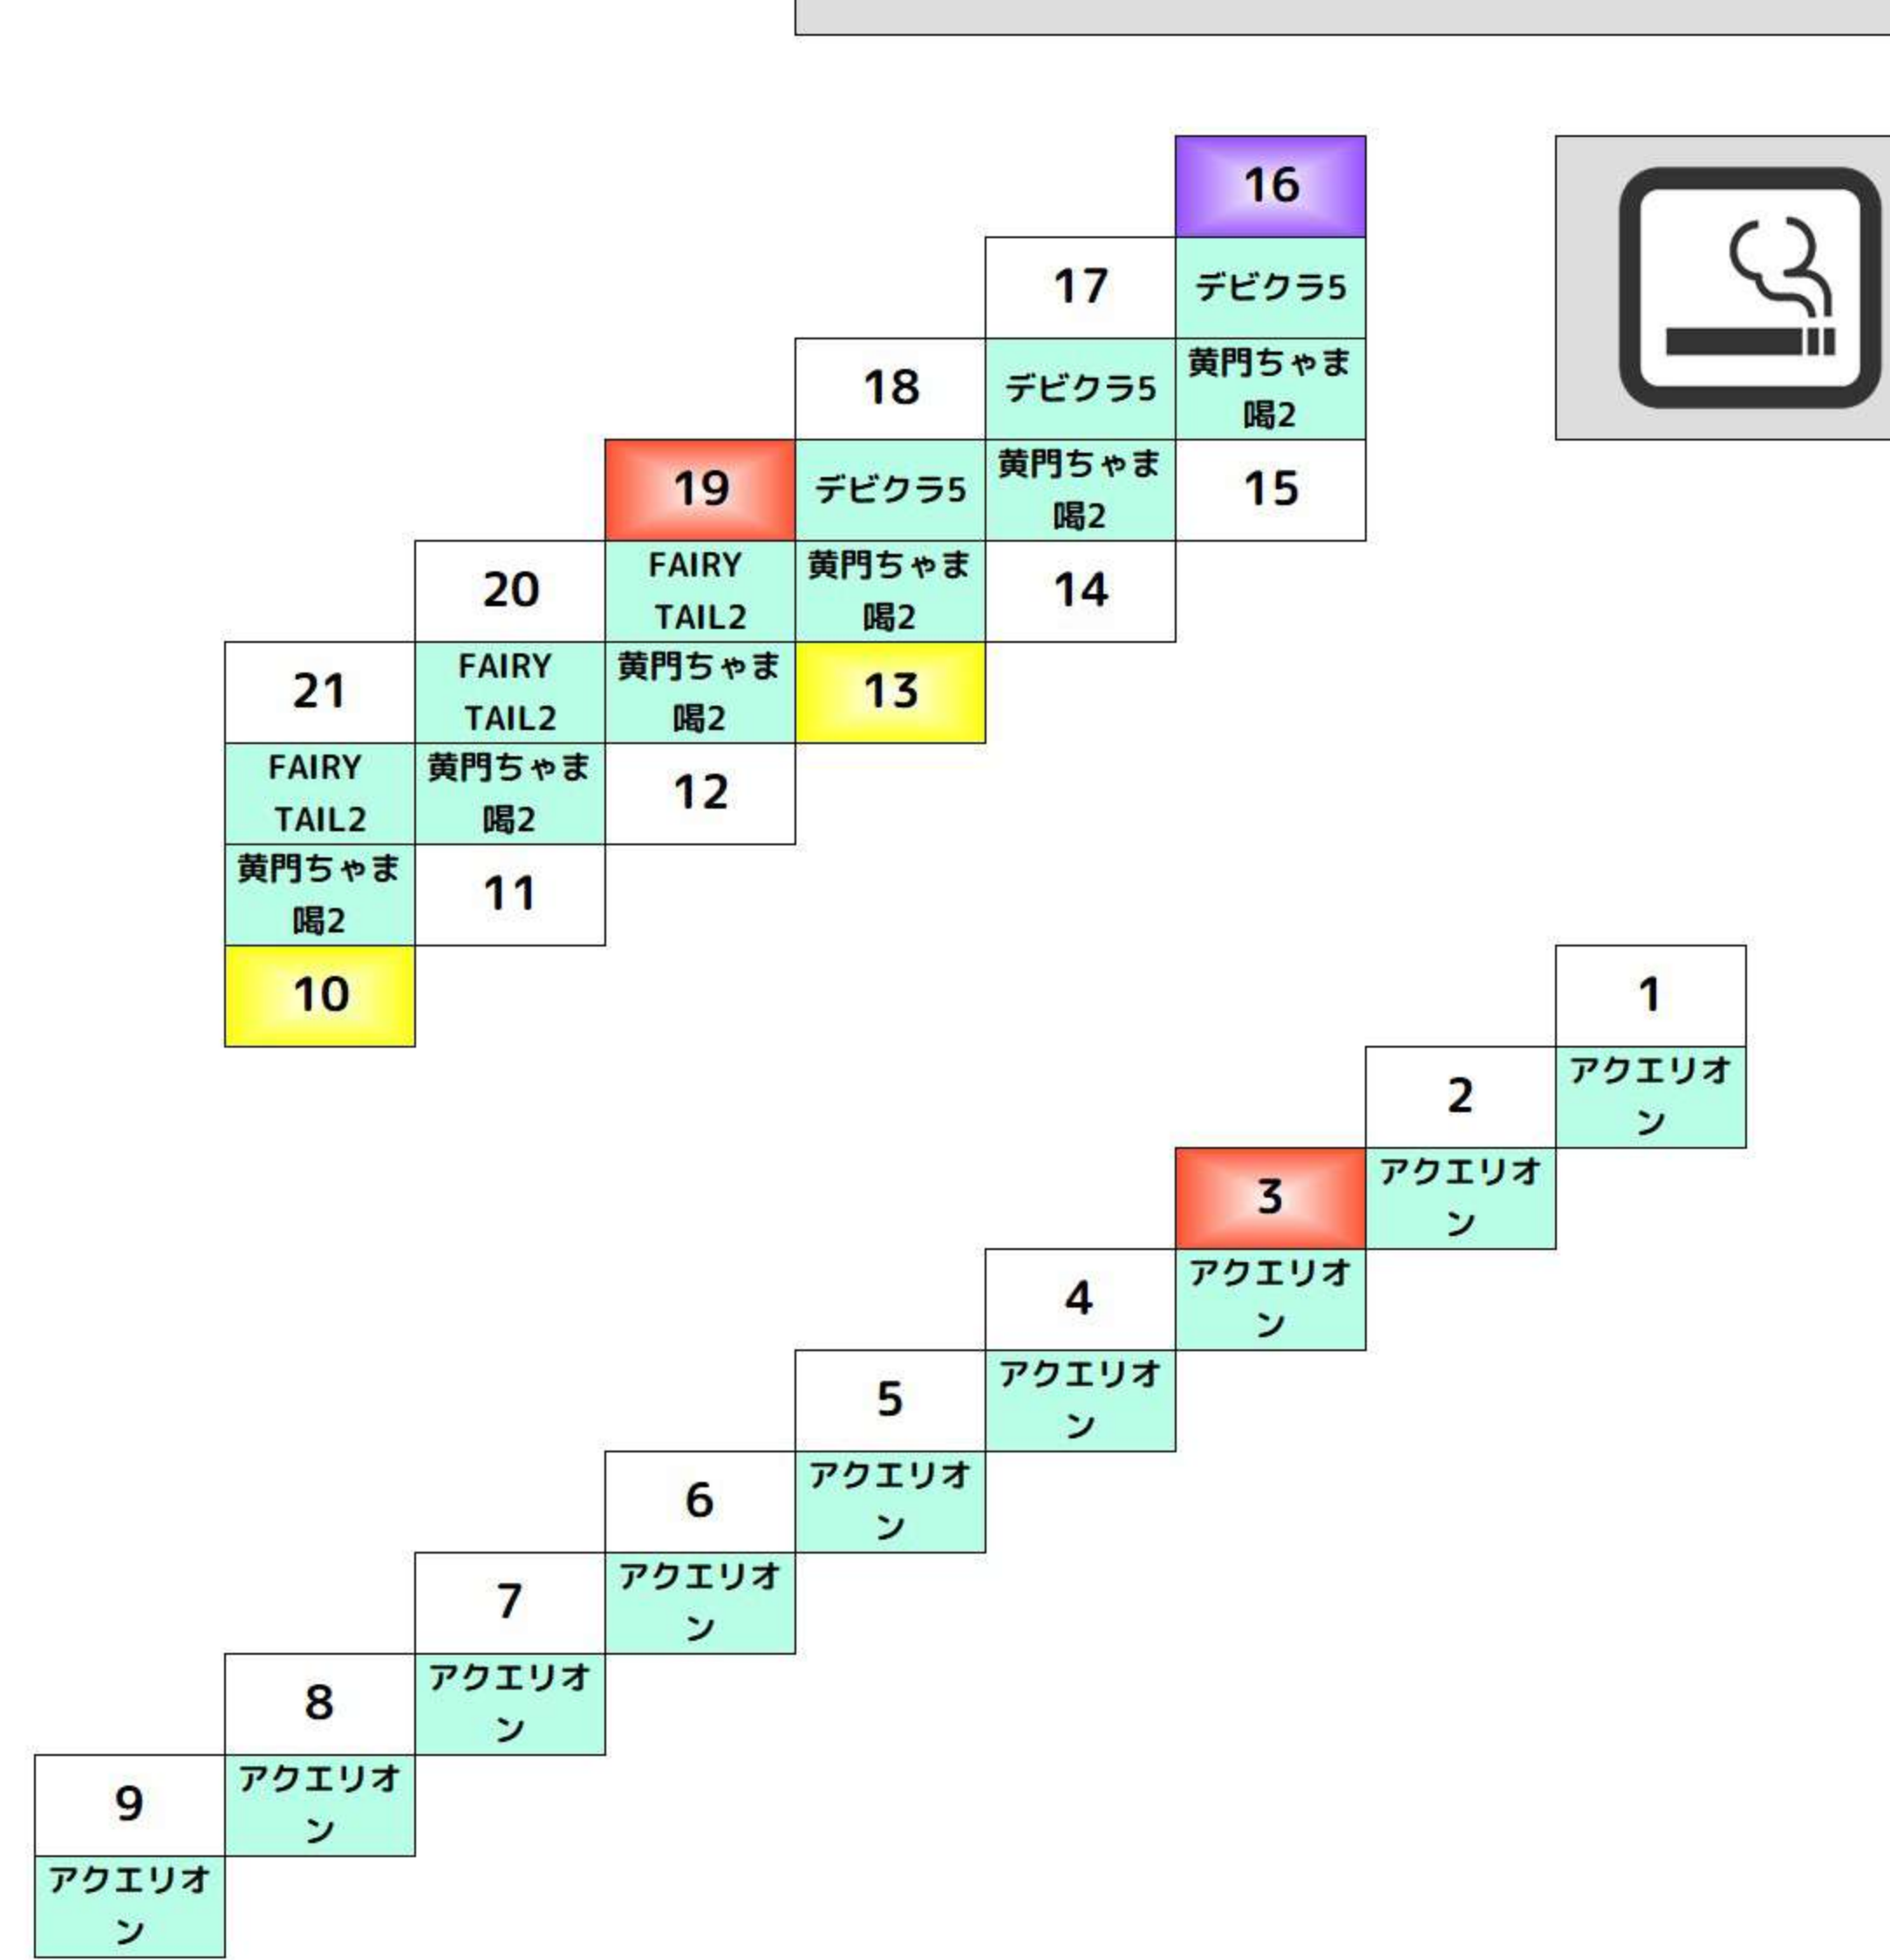 16
17
デビクラ5
18
デビクラ5
黄門ちゃま
喝2
19
デビクラ5
黄門ちゃま
喝2
15
20
FAIRY
TAIL2
黄門ちゃま
喝2
14
21
FAIRY
TAIL2
黄門ちゃま
喝2
13
FAIRY
TAIL2
黄門ちゃま
喝2
12
黄門ちゃま
喝2
11
10
1
2
アクエリオ
ン
3
アクエリオ
ン
4
アクエリオ
ン
5
アクエリオ
ン
6
アクエリオ
ン
7
アクエリオ
ン
8
アクエリオ
ン
9
アクエリオ
ン
アクエリオ
ン